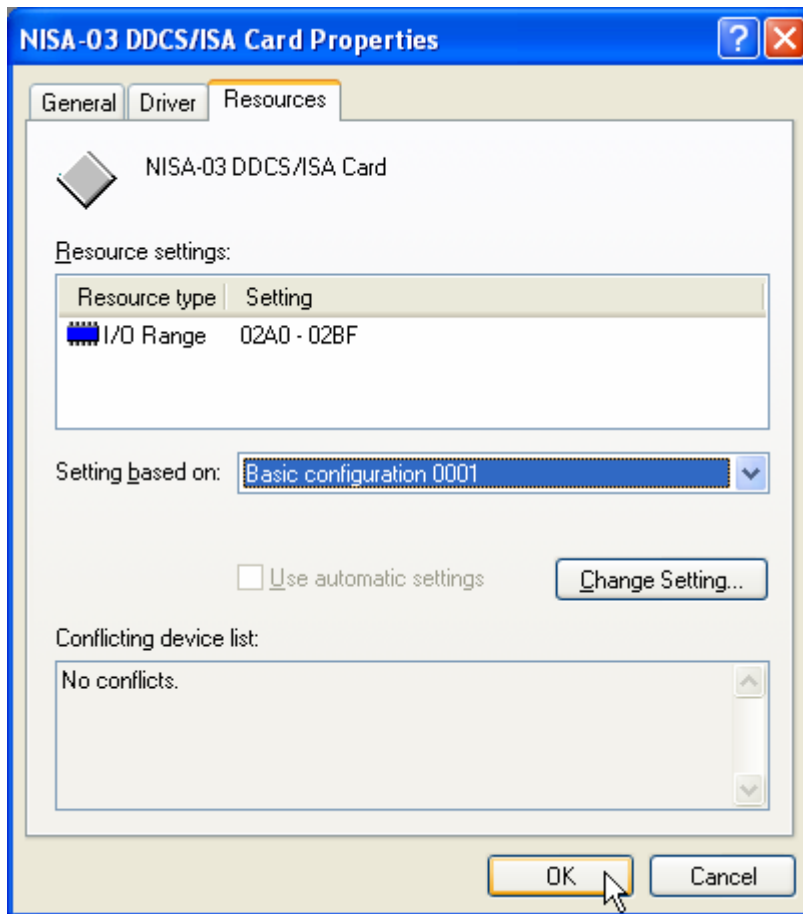 NISA-03 DDCS/ISA Card Properties
General Driver Resources
NISA-03 DDCS/ISA Card
Resource settings:
Resource type Setting
I/O Range 02A0 - 02BF
Setting based on: Basic configuration 0001
Use automatic settings Change Setting...
Conflicting device list:
No conflicts.
OK Cancel